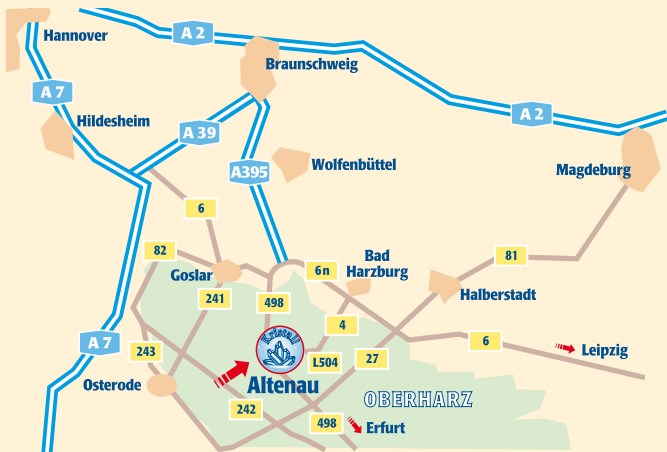 Hannover
A 2
Braunschweig
A 7
Hildesheim
A 39
A 2
A395
Wolfenbüttel
Magdeburg
6
82
Goslar
6n
Bad
Harzburg
81
241
498
Halberstadt
4
Kristall
A 7
243
L504
27
6
Leipzig
Osterode
Altenau
242
OBERHARZ
498
Erfurt